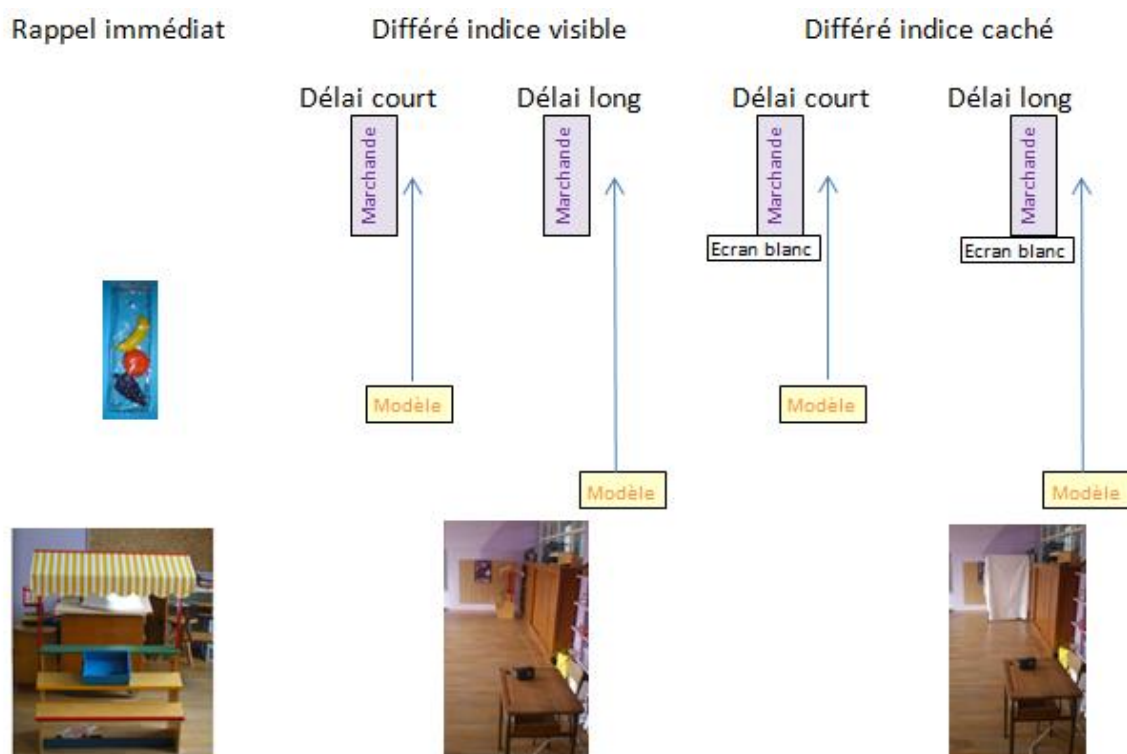 Rappel immédiat
Différé indice visible
Différé indice caché
Délai court
Délai long
Délai court
Délai long
Marchande
Marchande
Marchande
Marchande
Ecran blanc
Ecran blanc
Modèle
Modèle
Modèle
Modèle